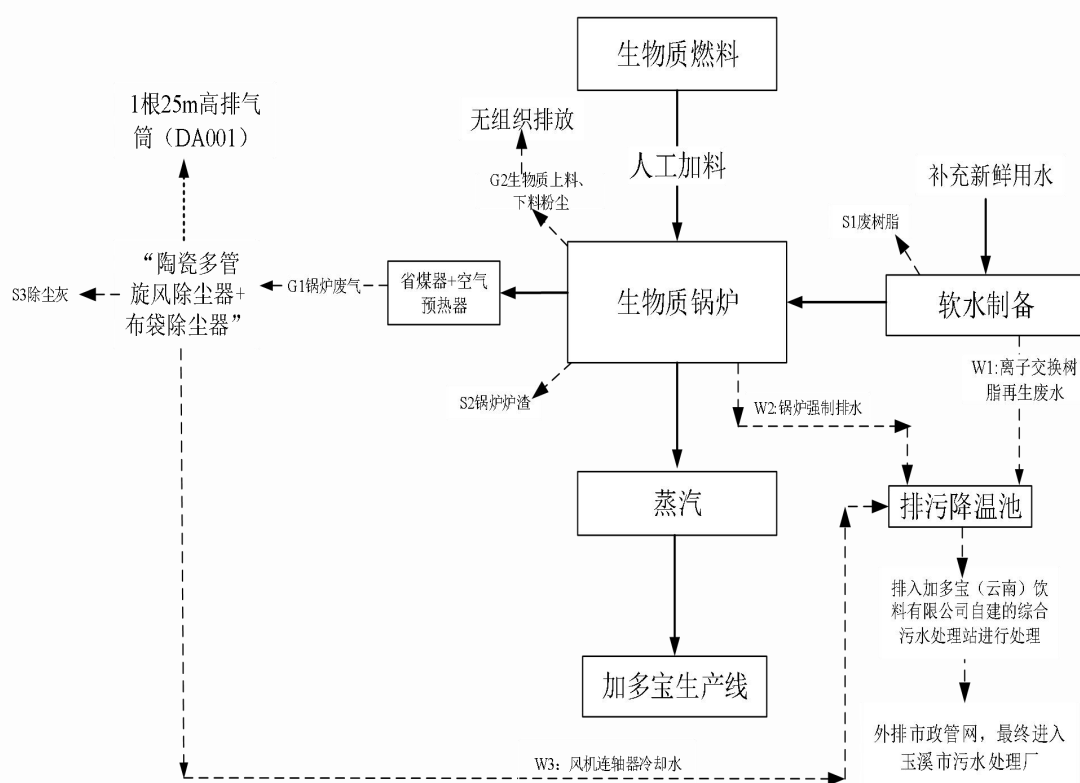 生物质燃料
1根25m高排气
筒（DA001）
无组织排放
人工加料
G2生物质上料、
下料粉尘
补充新鲜用水
S1废树脂
“陶瓷多管
旋风除尘器+
布袋除尘器”
S3除尘灰
G1锅炉废气
省煤器+空气
预热器
生物质锅炉
软水制备
W1:离子交换树
脂再生废水
S2锅炉炉渣
W2:锅炉强制排水
蒸汽
排污降温池
排入加多宝（云南）饮
料有限公司自建的综合
污水处理站进行处理
加多宝生产线
外排市政管网，最终进入
玉溪市污水处理厂
W3：风机连轴器冷却水